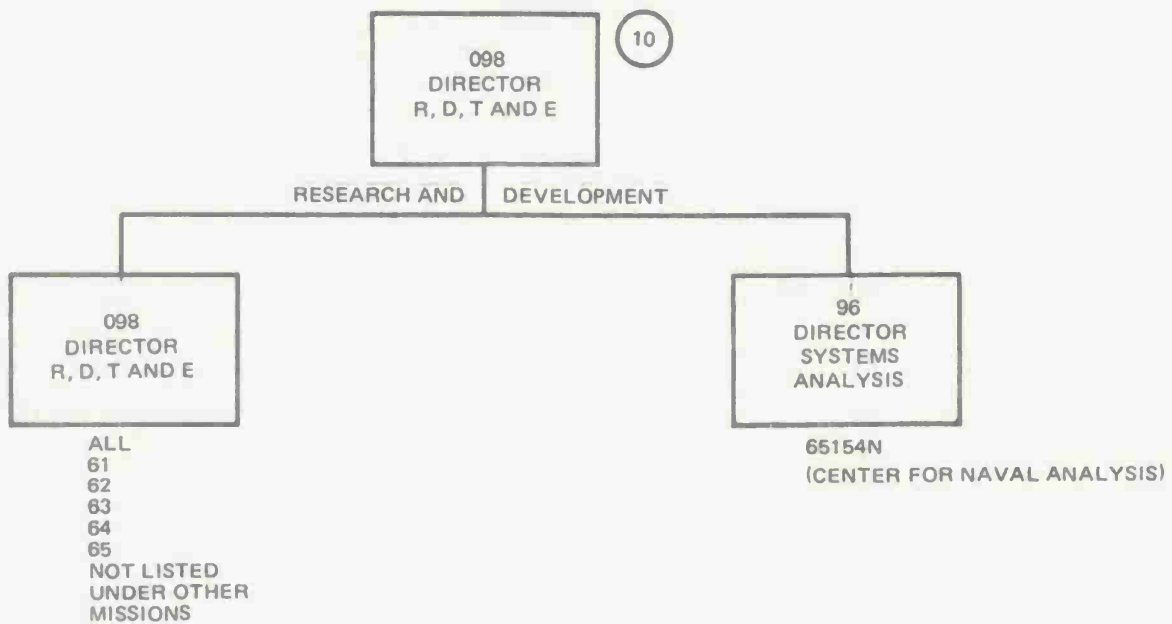 098
DIRECTOR
R, D, T AND E
10
RESEARCH AND DEVELOPMENT
098
DIRECTOR
R, D, T AND E
ALL
61
62
63
64
65
NOT LISTED
UNDER OTHER
MISSIONS
96
DIRECTOR
SYSTEMS
ANALYSIS
65154N
(CENTER FOR NAVAL ANALYSIS)